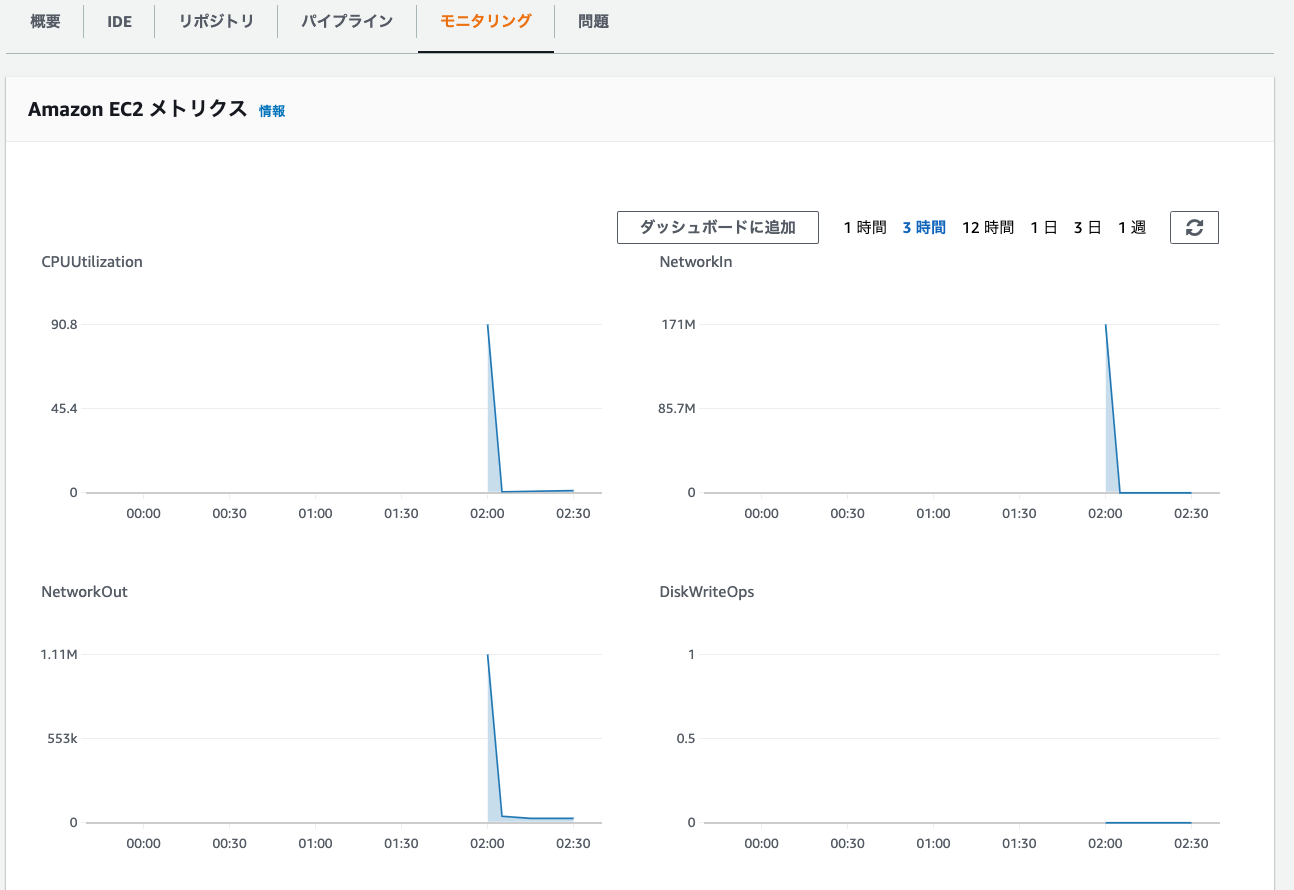 概要 IDE リポジトリ パイプライン モニタリング 問題
Amazon EC2 メトリクス 情報
ダッシュボードに追加 1 時間 3 時間 12 時間 1 日 3 日 1 週
CPUUtilization
90.8
45.4
0
00:00 00:30 01:00 01:30 02:00 02:30
NetworkIn
171M
85.7M
0
00:00 00:30 01:00 01:30 02:00 02:30
NetworkOut
1.11M
553k
0
00:00 00:30 01:00 01:30 02:00 02:30
DiskWriteOps
1
0.5
0
00:00 00:30 01:00 01:30 02:00 02:30